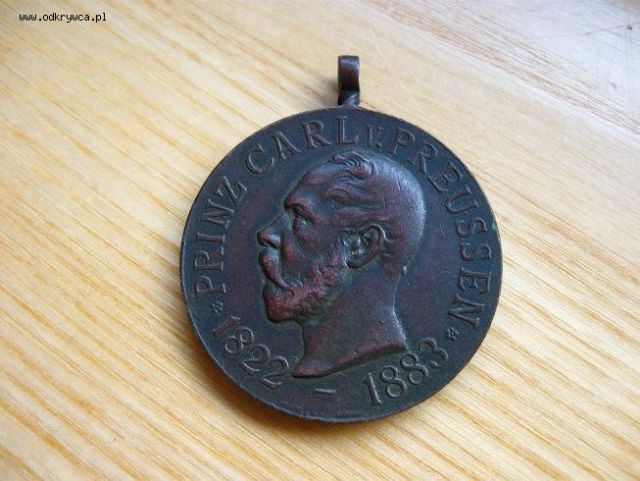 www.odkrywca.pl
* PRINZ CARL v. PREUSSEN *
1822 – 1883